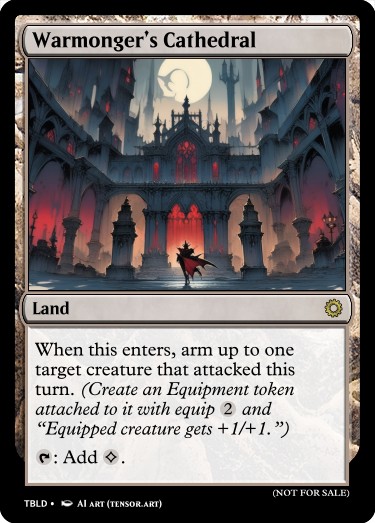 Warmonger's Cathedral
Land
When this enters, arm up to one
target creature that attacked this
turn. (Create an Equipment token
attached to it with equip 2 and
“Equipped creature gets +1/+1.”)
: Add .
(NOT FOR SALE)
TBLD • AI ART (TENSOR.ART)